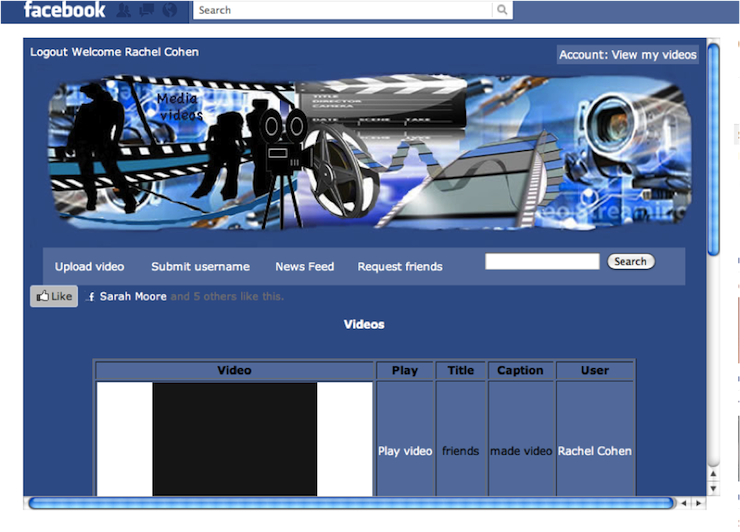 facebook
Search
Logout Welcome Rachel Cohen
Account: View my videos
Media
videos
TITLE
DIRECTOR
CAMERA
DATE SCENE TAKE
eo Streaming
Upload video Submit username News Feed Request friends Search
Like Sarah Moore and 5 others like this.
Videos
Video Play Title Caption User
Play video friends made video Rachel Cohen